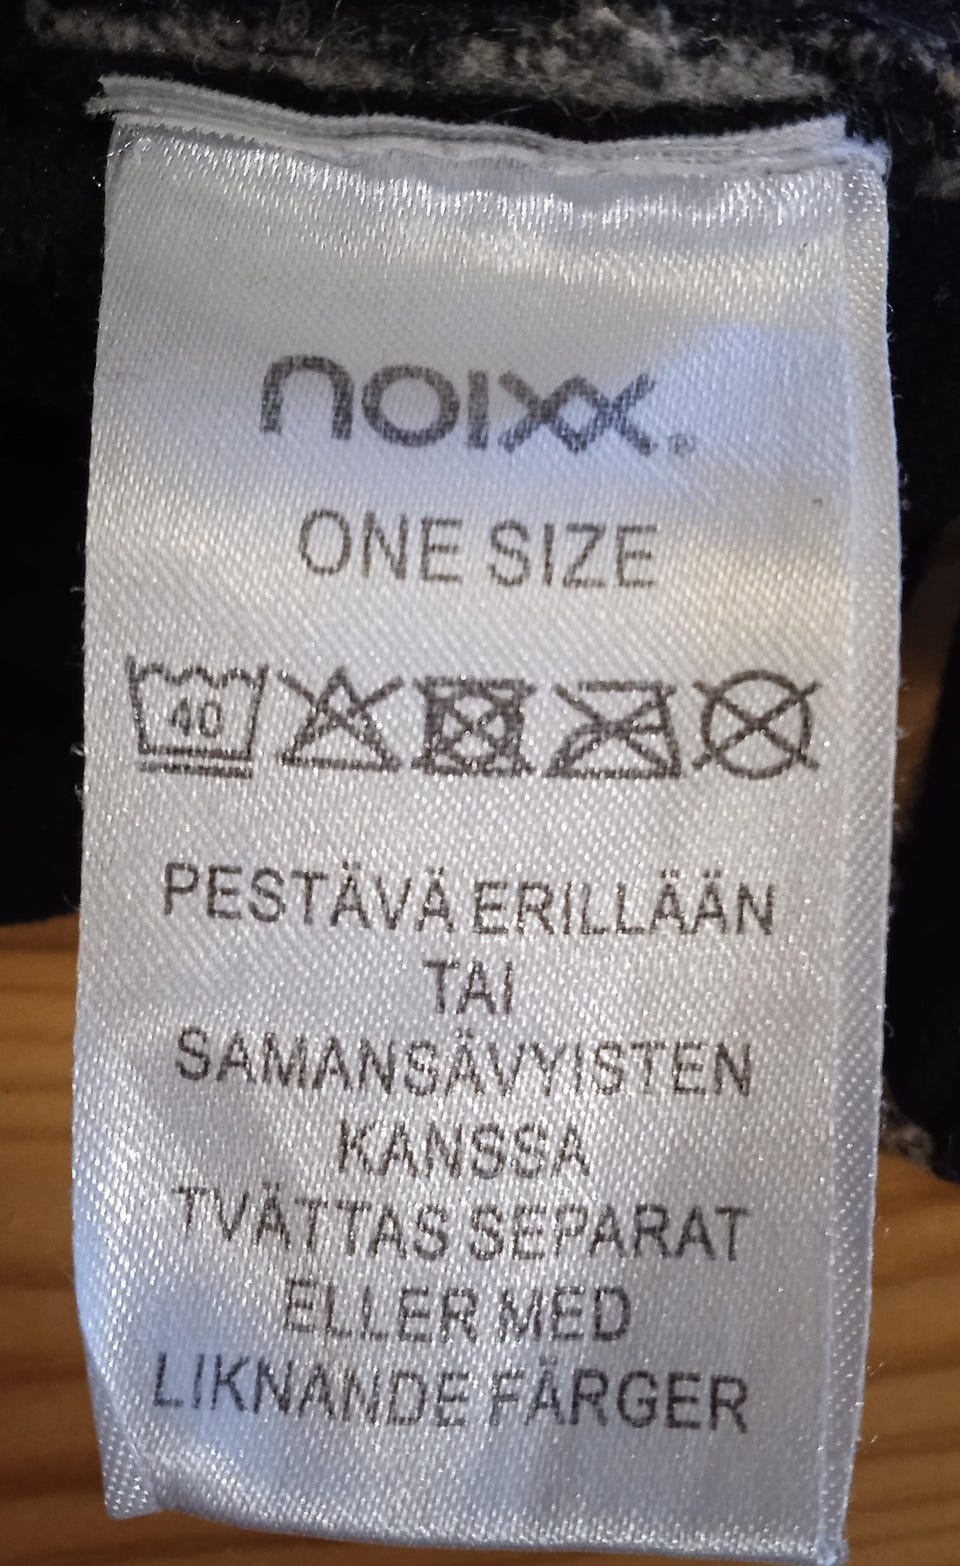 noixx®
ONE SIZE
40
PESTÄVÄ ERILLÄÄN
TAI
SAMANSÄVYISTEN
KANSSA
TVÄTTAS SEPARAT
ELLER MED
LIKNANDE FÄRGER